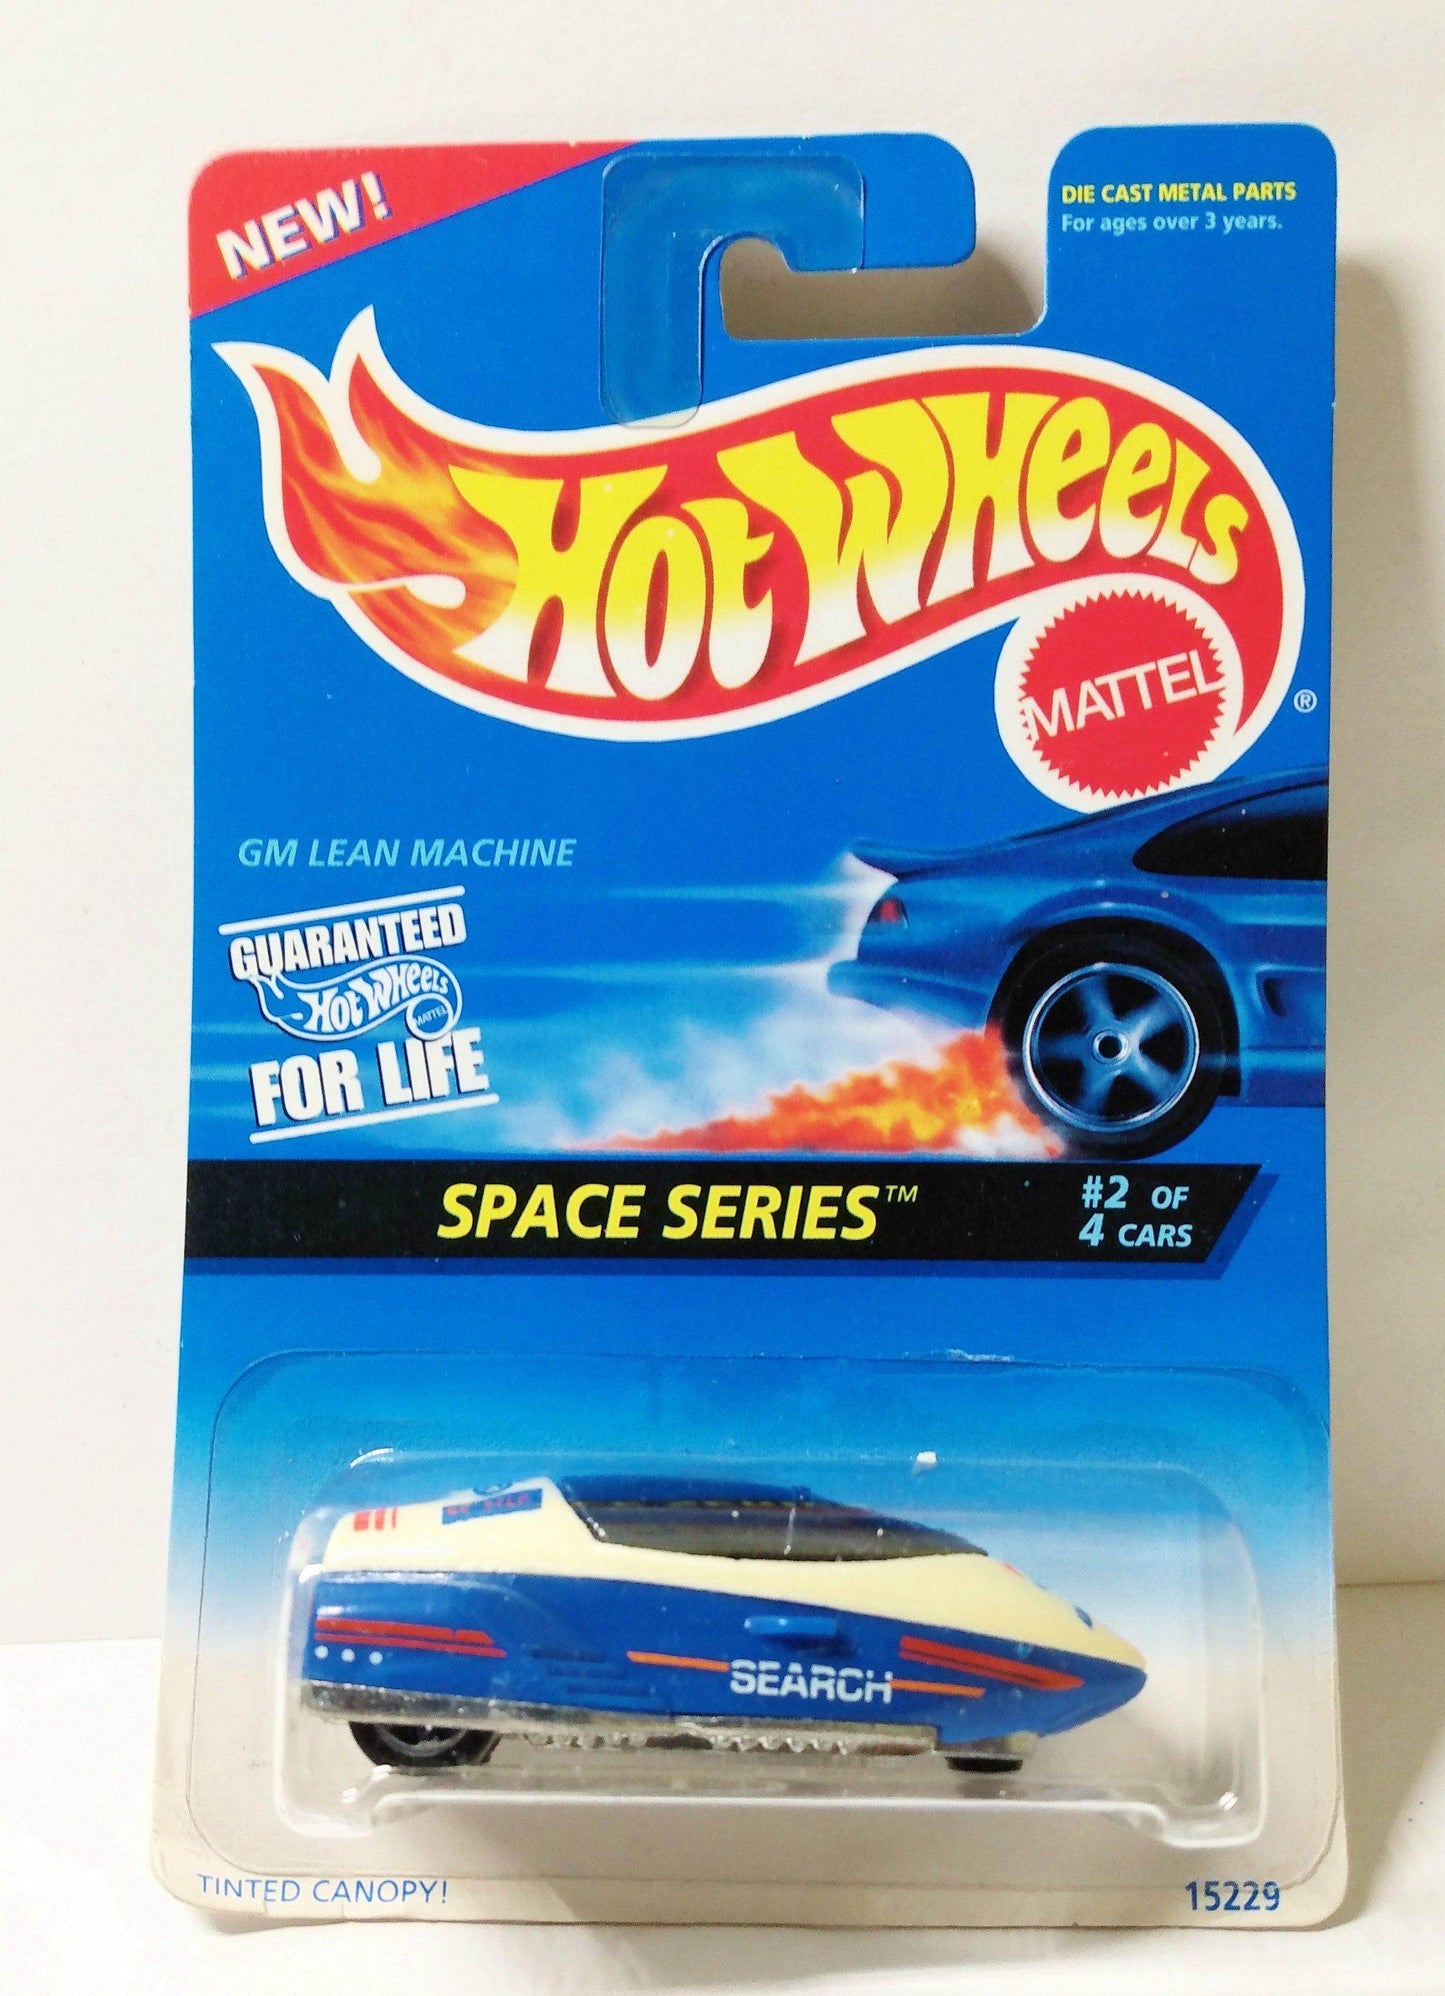 NEW!
DIE CAST METAL PARTS
For ages over 3 years.
HOT WHEELS
MATTEL
®
GM LEAN MACHINE
GUARANTEED
HOT WHEELS
MATTEL
FOR LIFE
SPACE SERIES™
#2 OF
4 CARS
SEARCH
TINTED CANOPY!
15229